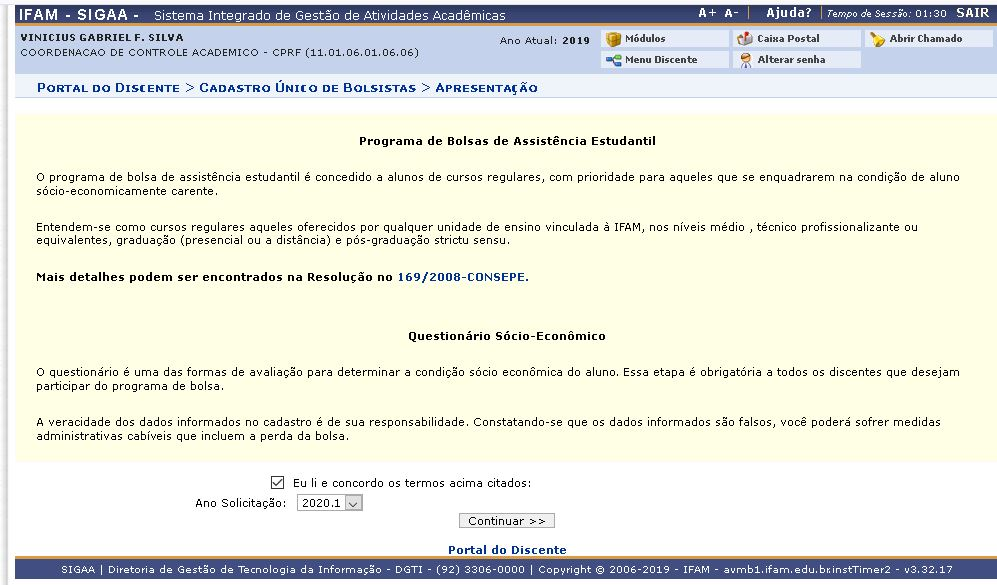 IFAM - SIGAA - Sistema Integrado de Gestão de Atividades Acadêmicas A+ A- | Ajuda? | Tempo de Sessão: 01:30 SAIR
VINICIUS GABRIEL F. SILVA Ano Atual: 2019 Módulos Caixa Postal Abrir Chamado
COORDENACAO DE CONTROLE ACADEMICO - CPRF (11.01.06.01.06.06)
Menu Discente Alterar senha
PORTAL DO DISCENTE > CADASTRO ÚNICO DE BOLSISTAS > APRESENTAÇÃO
Programa de Bolsas de Assistência Estudantil
O programa de bolsa de assistência estudantil é concedido a alunos de cursos regulares, com prioridade para aqueles que se enquadrarem na condição de aluno
sócio-economicamente carente.
Entendem-se como cursos regulares aqueles oferecidos por qualquer unidade de ensino vinculada à IFAM, nos níveis médio , técnico profissionalizante ou
equivalentes, graduação (presencial ou a distância) e pós-graduação strictu sensu.
Mais detalhes podem ser encontrados na Resolução no 169/2008-CONSEPE.
Questionário Sócio-Econômico
O questionário é uma das formas de avaliação para determinar a condição sócio econômica do aluno. Essa etapa é obrigatória a todos os discentes que desejam
participar do programa de bolsa.
A veracidade dos dados informados no cadastro é de sua responsabilidade. Constatando-se que os dados informados são falsos, você poderá sofrer medidas
administrativas cabíveis que incluem a perda da bolsa.
Eu li e concordo os termos acima citados:
Ano Solicitação: 2020.1
Continuar >>
Portal do Discente
SIGAA | Diretoria de Gestão de Tecnologia da Informação - DGTI - (92) 3306-0000 | Copyright © 2006-2019 - IFAM - avmb1.ifam.edu.br.instTimer2 - v3.32.17